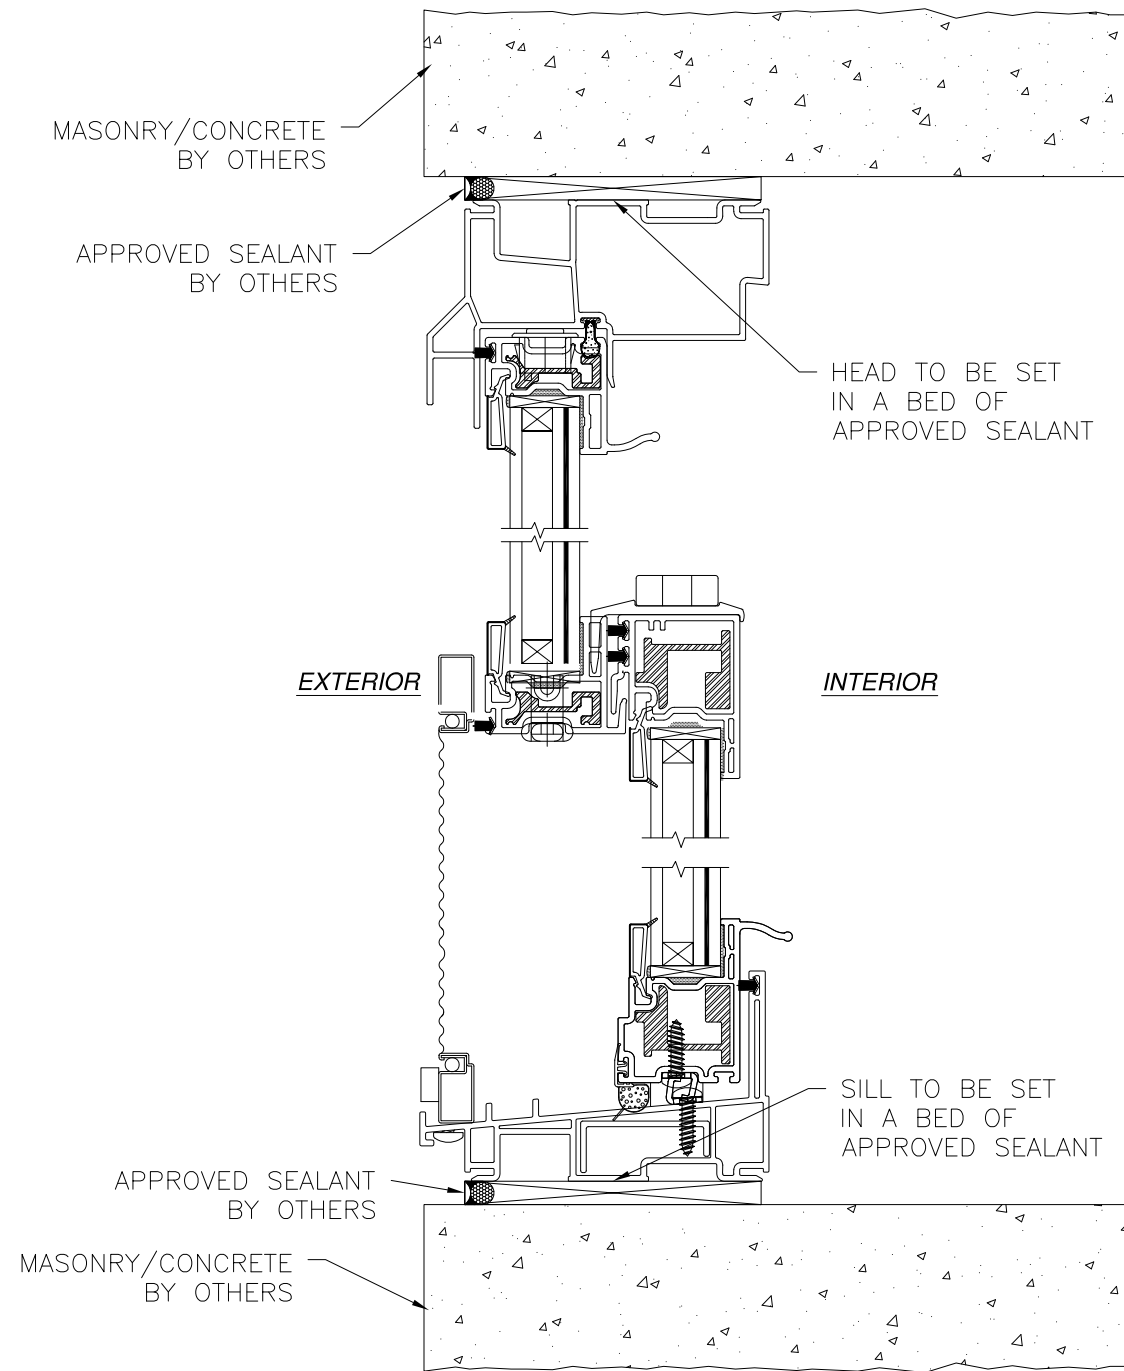 MASONRY/CONCRETE
BY OTHERS
APPROVED SEALANT
BY OTHERS
HEAD TO BE SET
IN A BED OF
APPROVED SEALANT
EXTERIOR
INTERIOR
SILL TO BE SET
IN A BED OF
APPROVED SEALANT
APPROVED SEALANT
BY OTHERS
MASONRY/CONCRETE
BY OTHERS